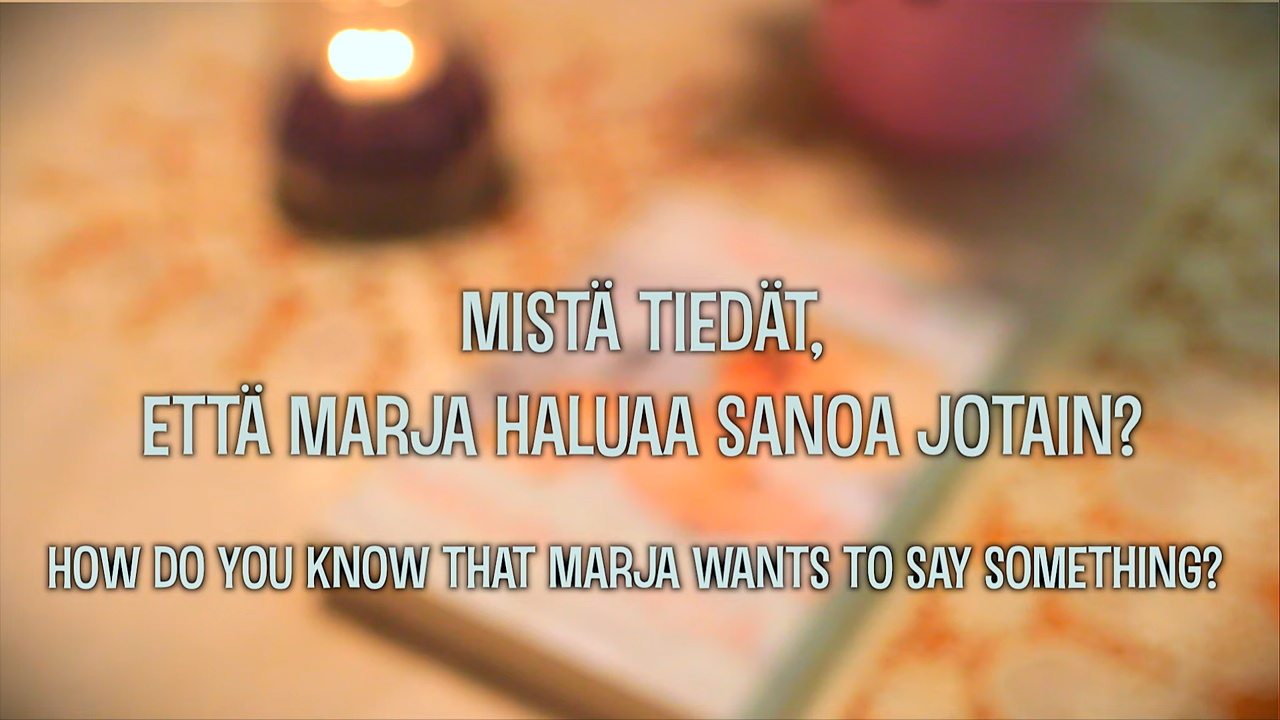 MISTÄ TIEDÄT,
ETTÄ MARJA HALUAA SANOA JOTAIN?
HOW DO YOU KNOW THAT MARJA WANTS TO SAY SOMETHING?